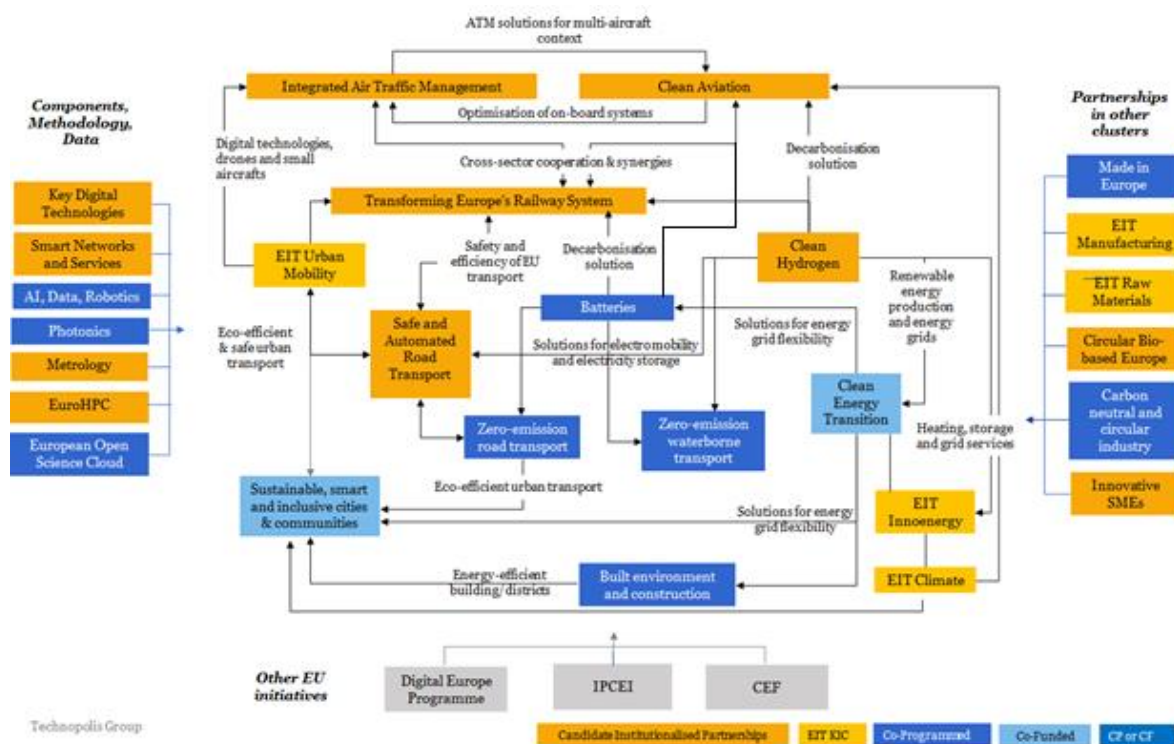 ATM solutions for multi-aircraft
context
Integrated Air Traffic Management
Clean Aviation
Components,
Methodology,
Data
Partnerships
in other
clusters
Optimisation of on-board systems
Digital technologies,
drones and small
aircrafts
Decarbonisation
solution
Cross-sector cooperation & synergies
Key Digital
Technologies
Smart Networks
and Services
AI, Data, Robotics
Photonics
Metrology
EuroHPC
European Open
Science Cloud
Transforming Europe's Railway System
EIT Urban
Mobility
Safety and
efficiency of EU
transport
Decarbonisation
solution
Clean
Hydrogen
Made in
Europe
EIT
Manufacturing
EIT Raw
Materials
Circular Bio-
based Europe
Carbon
neutral and
circular
industry
Innovative
SMEs
Renewable
energy
production
and energy
grids
Batteries
Eco-efficient
& safe urban
transport
Safe and
Automated
Road
Transport
Solutions for electromobility
and electricity storage
Solutions for energy
grid flexibility
Clean
Energy
Transition
Zero-emission
road transport
Zero-emission
waterborne
transport
Heating, storage
and grid services
Sustainable, smart
and inclusive cities
& communities
Eco-efficient urban transport
Solutions for energy
grid flexibility
EIT
Innoenergy
Energy-efficient
building/districts
Built environment
and construction
EIT Climate
Other EU
initiatives
Digital Europe
Programme
IPCEI
CEF
Technopolis Group
Candidate Institutionalised Partnerships
EIT KIC
Co-Programmed
Co-Funded
CP or CF